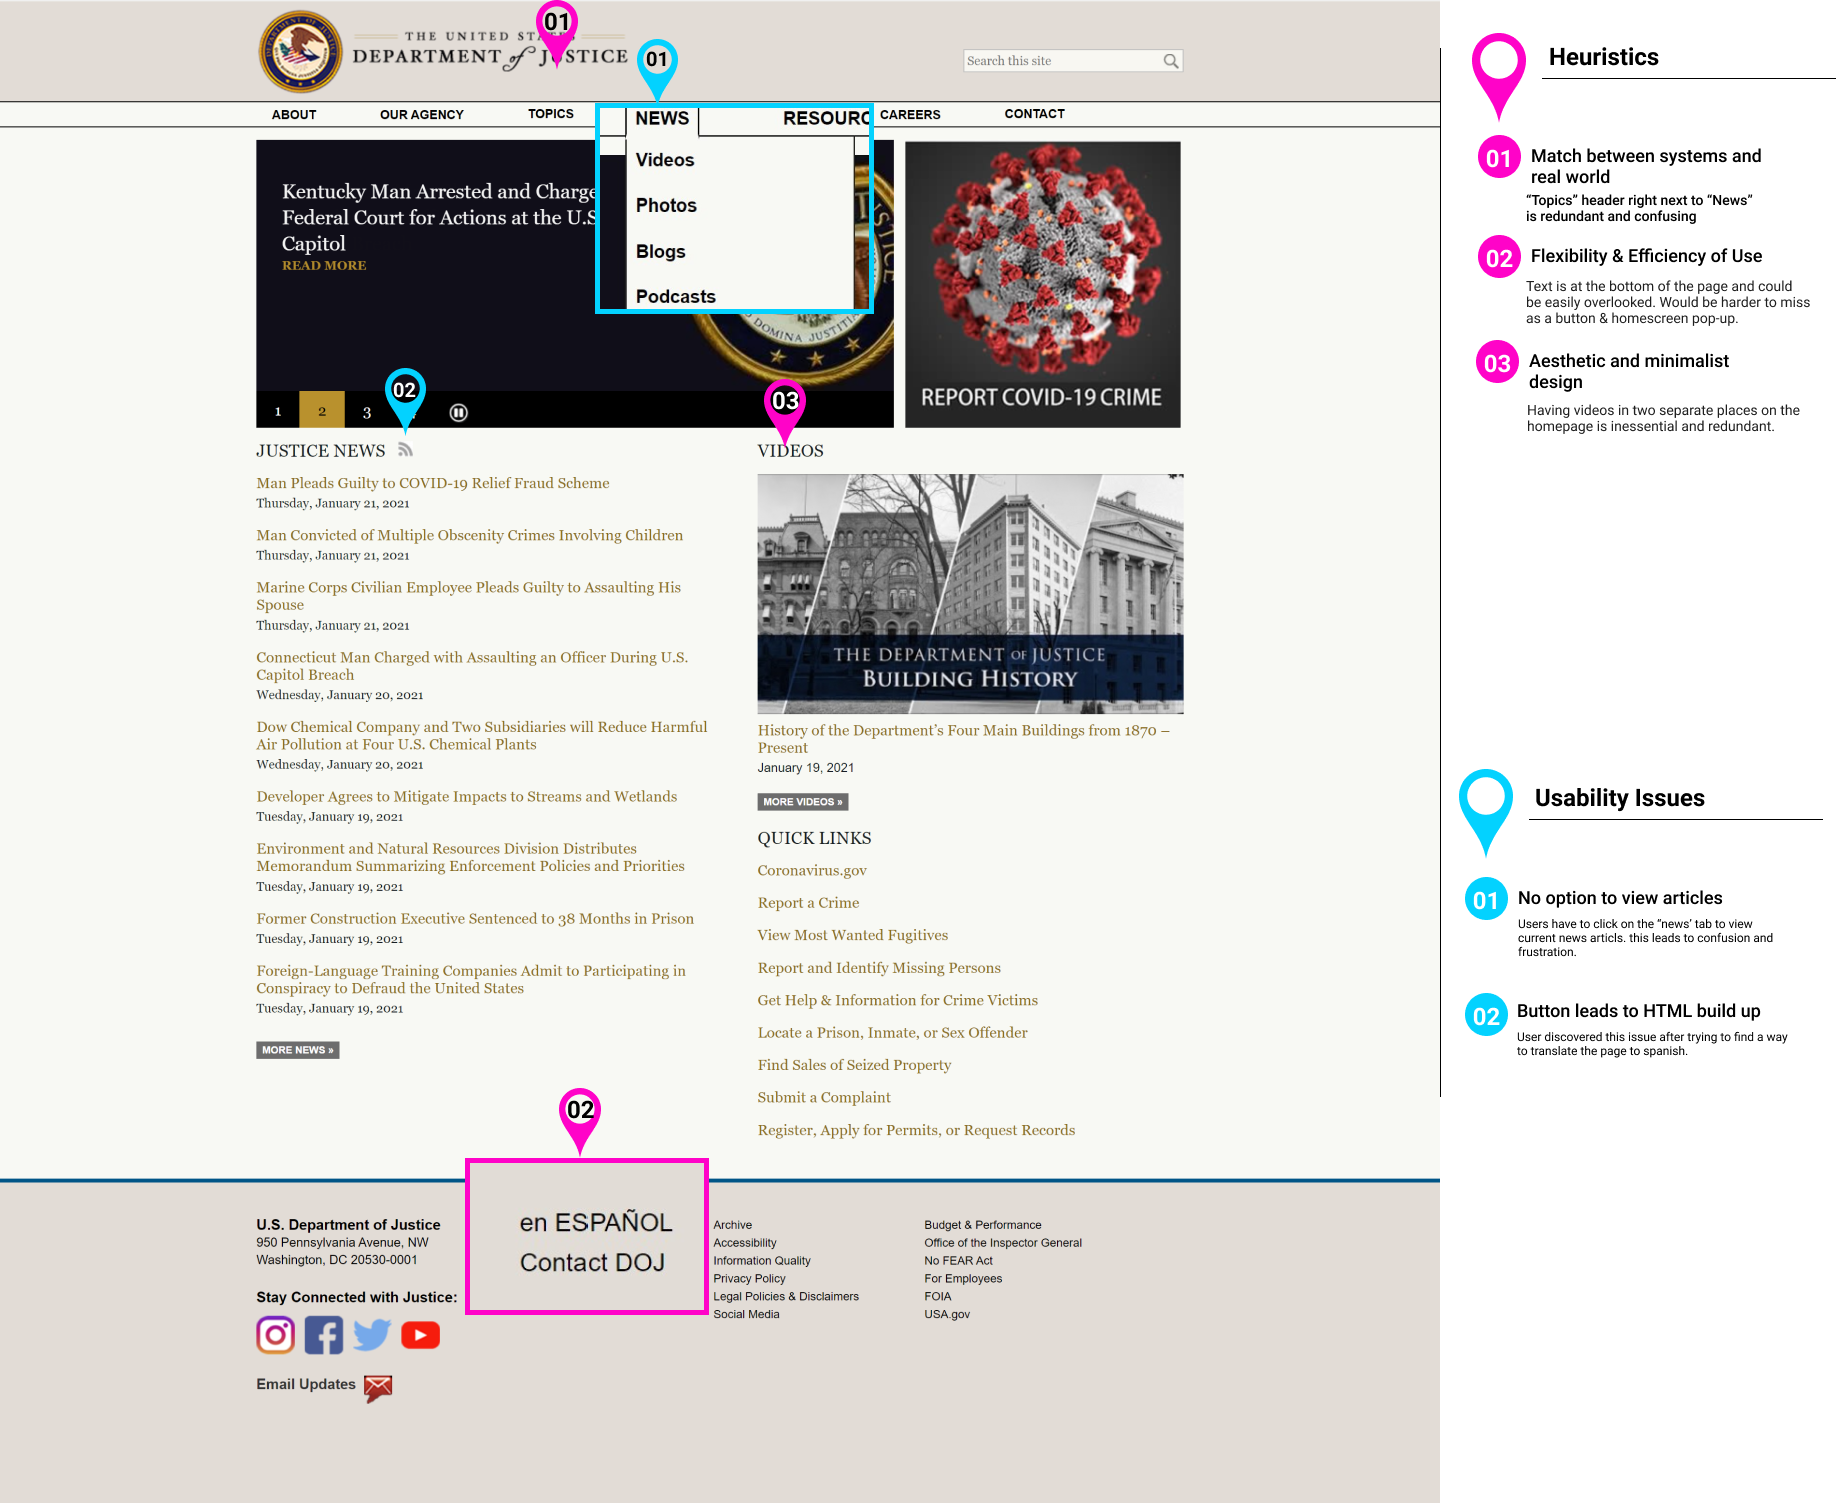 01
THE UNITED STATES
DEPARTMENT of JUSTICE
01
Search this site
ABOUT
OUR AGENCY
TOPICS
NEWS
RESOURC
CAREERS
CONTACT
Videos
Photos
Blogs
Podcasts
Kentucky Man Arrested and Charge
Federal Court for Actions at the U.S
Capitol
READ MORE
DOMINA JUSTITIA
REPORT COVID-19 CRIME
1
2
3
02
03
JUSTICE NEWS
Man Pleads Guilty to COVID-19 Relief Fraud Scheme
Thursday, January 21, 2021
Man Convicted of Multiple Obscenity Crimes Involving Children
Thursday, January 21, 2021
Marine Corps Civilian Employee Pleads Guilty to Assaulting His
Spouse
Thursday, January 21, 2021
Connecticut Man Charged with Assaulting an Officer During U.S.
Capitol Breach
Wednesday, January 20, 2021
Dow Chemical Company and Two Subsidiaries will Reduce Harmful
Air Pollution at Four U.S. Chemical Plants
Wednesday, January 20, 2021
Developer Agrees to Mitigate Impacts to Streams and Wetlands
Tuesday, January 19, 2021
Environment and Natural Resources Division Distributes
Memorandum Summarizing Enforcement Policies and Priorities
Tuesday, January 19, 2021
Former Construction Executive Sentenced to 38 Months in Prison
Tuesday, January 19, 2021
Foreign-Language Training Companies Admit to Participating in
Conspiracy to Defraud the United States
Tuesday, January 19, 2021
MORE NEWS »
VIDEOS
THE DEPARTMENT OF JUSTICE
BUILDING HISTORY
History of the Department's Four Main Buildings from 1870 –
Present
January 19, 2021
MORE VIDEOS »
QUICK LINKS
Coronavirus.gov
Report a Crime
View Most Wanted Fugitives
Report and Identify Missing Persons
Get Help & Information for Crime Victims
Locate a Prison, Inmate, or Sex Offender
Find Sales of Seized Property
Submit a Complaint
Register, Apply for Permits, or Request Records
02
U.S. Department of Justice
950 Pennsylvania Avenue, NW
Washington, DC 20530-0001
Stay Connected with Justice:
Email Updates
en ESPAÑOL
Contact DOJ
Archive
Accessibility
Information Quality
Privacy Policy
Legal Policies & Disclaimers
Social Media
Budget & Performance
Office of the Inspector General
No FEAR Act
For Employees
FOIA
USA.gov
Heuristics
01
Match between systems and
real world
“Topics” header right next to “News”
is redundant and confusing
02
Flexibility & Efficiency of Use
Text is at the bottom of the page and could
be easily overlooked. Would be harder to miss
as a button & homescreen pop-up.
03
Aesthetic and minimalist
design
Having videos in two separate places on the
homepage is inessential and redundant.
Usability Issues
01
No option to view articles
Users have to click on the “news’ tab to view
current news articls. this leads to confusion and
frustration.
02
Button leads to HTML build up
User discovered this issue after trying to find a way
to translate the page to spanish.